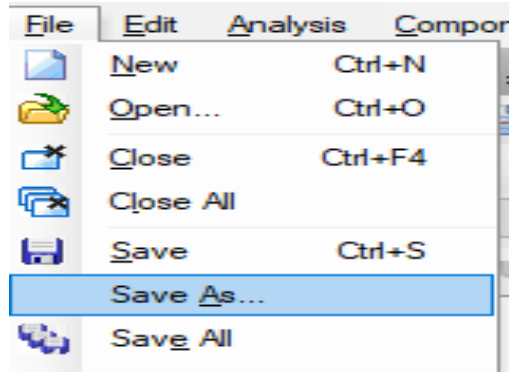 File Edit Analysis Compor
New Ctrl+N
Open... Ctrl+O
Close Ctrl+F4
Close All
Save Ctrl+S
Save As...
Save All